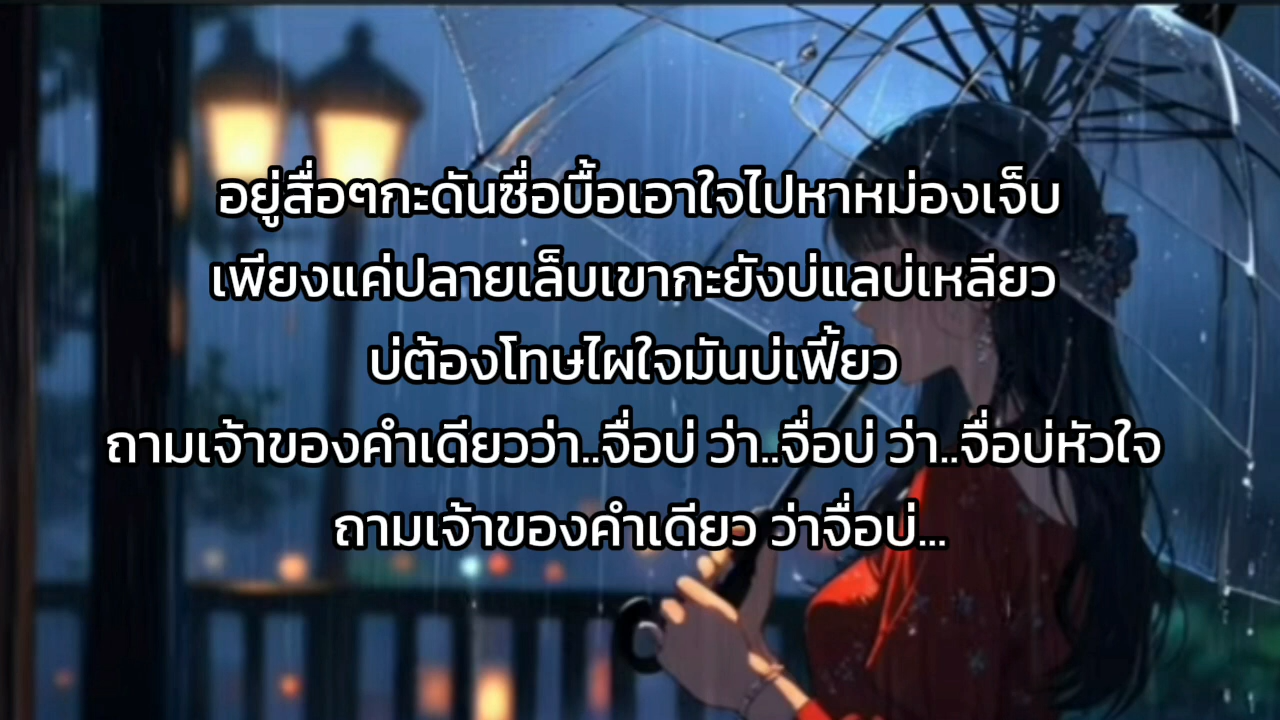 อยู่สื่อๆกะดันซื่อบื้อเอาใจไปหาหม่องเจ็บ
เพียงแค่ปลายเล็บเขากะยังบ่แลบ่เหลียว
บ่ต้องโทษไผใจมันบ่เฟี้ยว
ถามเจ้าของคำเดียวว่า..จื่อบ่ ว่า..จื่อบ่ ว่า..จื่อบ่หัวใจ
ถามเจ้าของคำเดียว ว่าจื่อบ่...